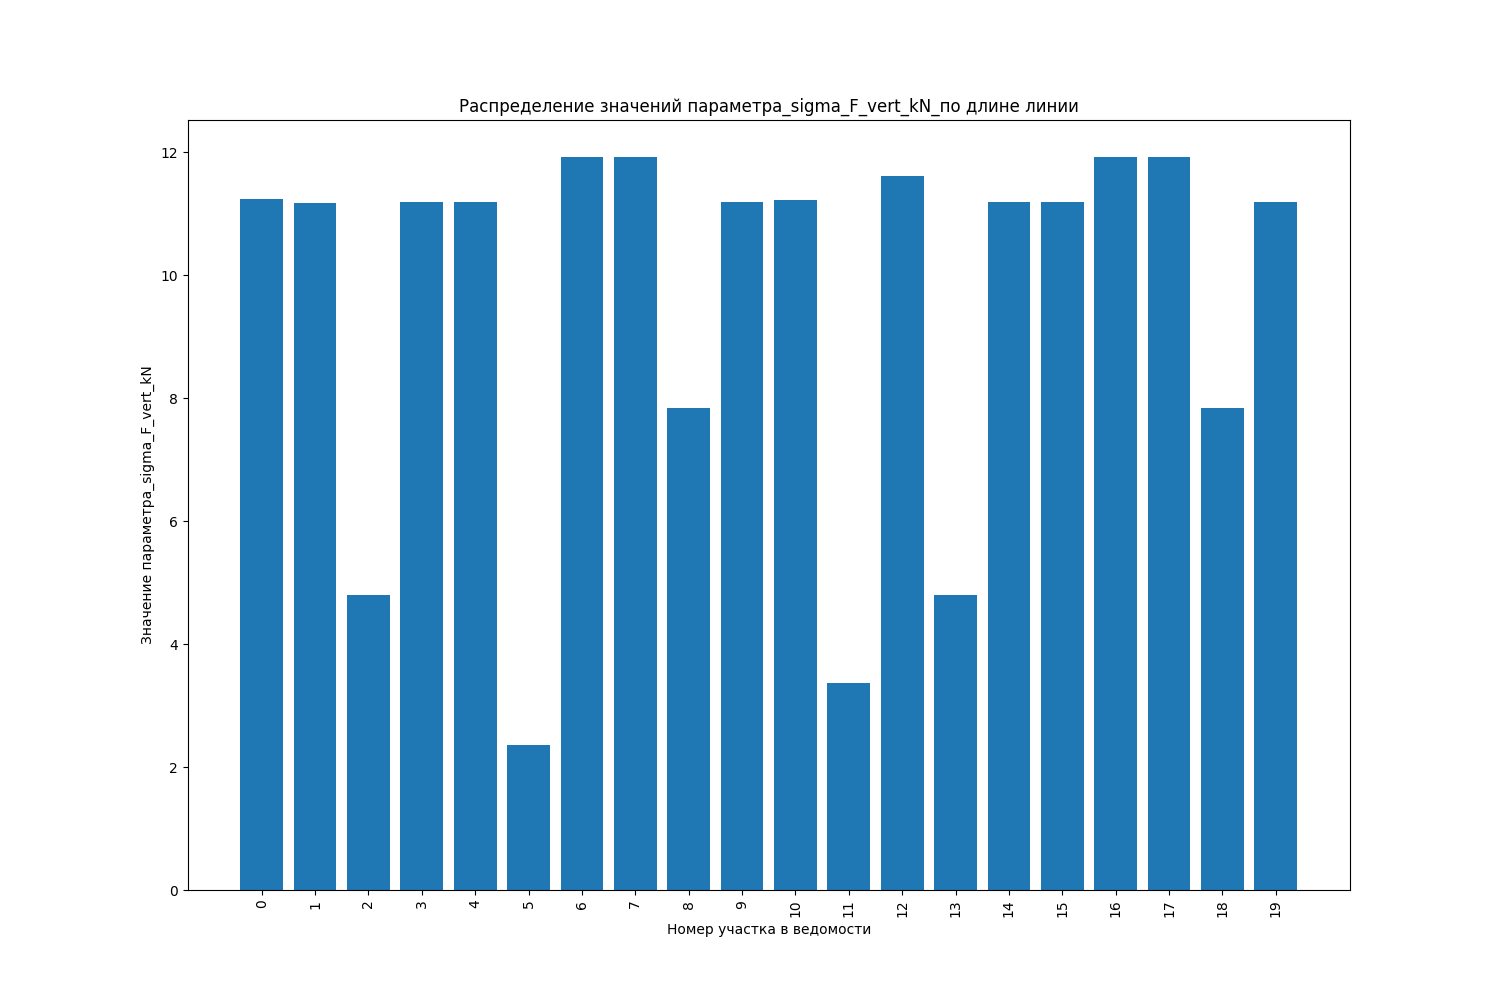 Распределение значений параметра_sigma_F_vert_kN_по длине линии
Значение параметра_sigma_F_vert_kN
12
10
8
6
4
2
0
0 1 2 3 4 5 6 7 8 9 10 11 12 13 14 15 16 17 18 19
Номер участка в ведомости